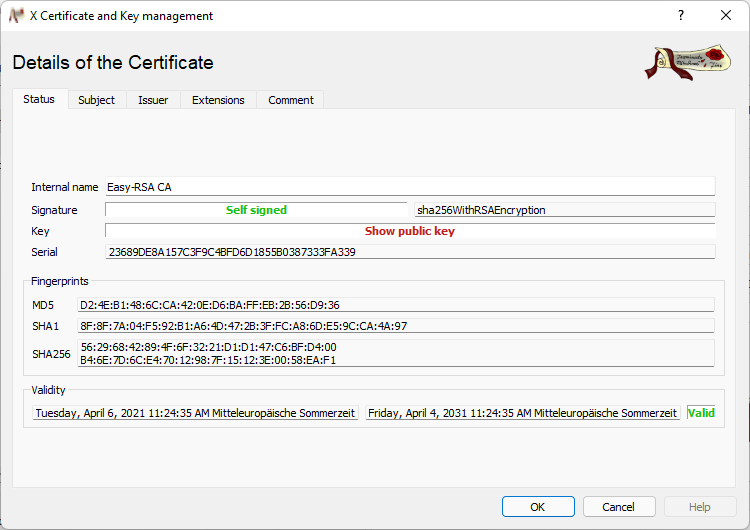 X Certificate and Key management
?
Details of the Certificate
Status Subject Issuer Extensions Comment
Internal name Easy-RSA CA
Signature Self signed sha256WithRSAEncryption
Key Show public key
Serial 23689DE8A157C3F9C4BFD6D1855B0387333FA339
Fingerprints
MD5 D2:4E:B1:48:6C:CA:42:0E:D6:BA:FF:EB:2B:56:D9:36
SHA1 8F:8F:7A:04:F5:92:B1:A6:4D:47:2B:3F:FC:A8:6D:E5:9C:CA:4A:97
SHA256 56:29:68:42:89:4F:6F:32:21:D1:D1:47:C6:BF:D4:00
B4:6E:7D:6C:E4:70:12:98:7F:15:12:3E:00:58:EA:F1
Validity
Tuesday, April 6, 2021 11:24:35 AM Mitteleuropäische Sommerzeit Friday, April 4, 2031 11:24:35 AM Mitteleuropäische Sommerzeit Valid
OK Cancel Help